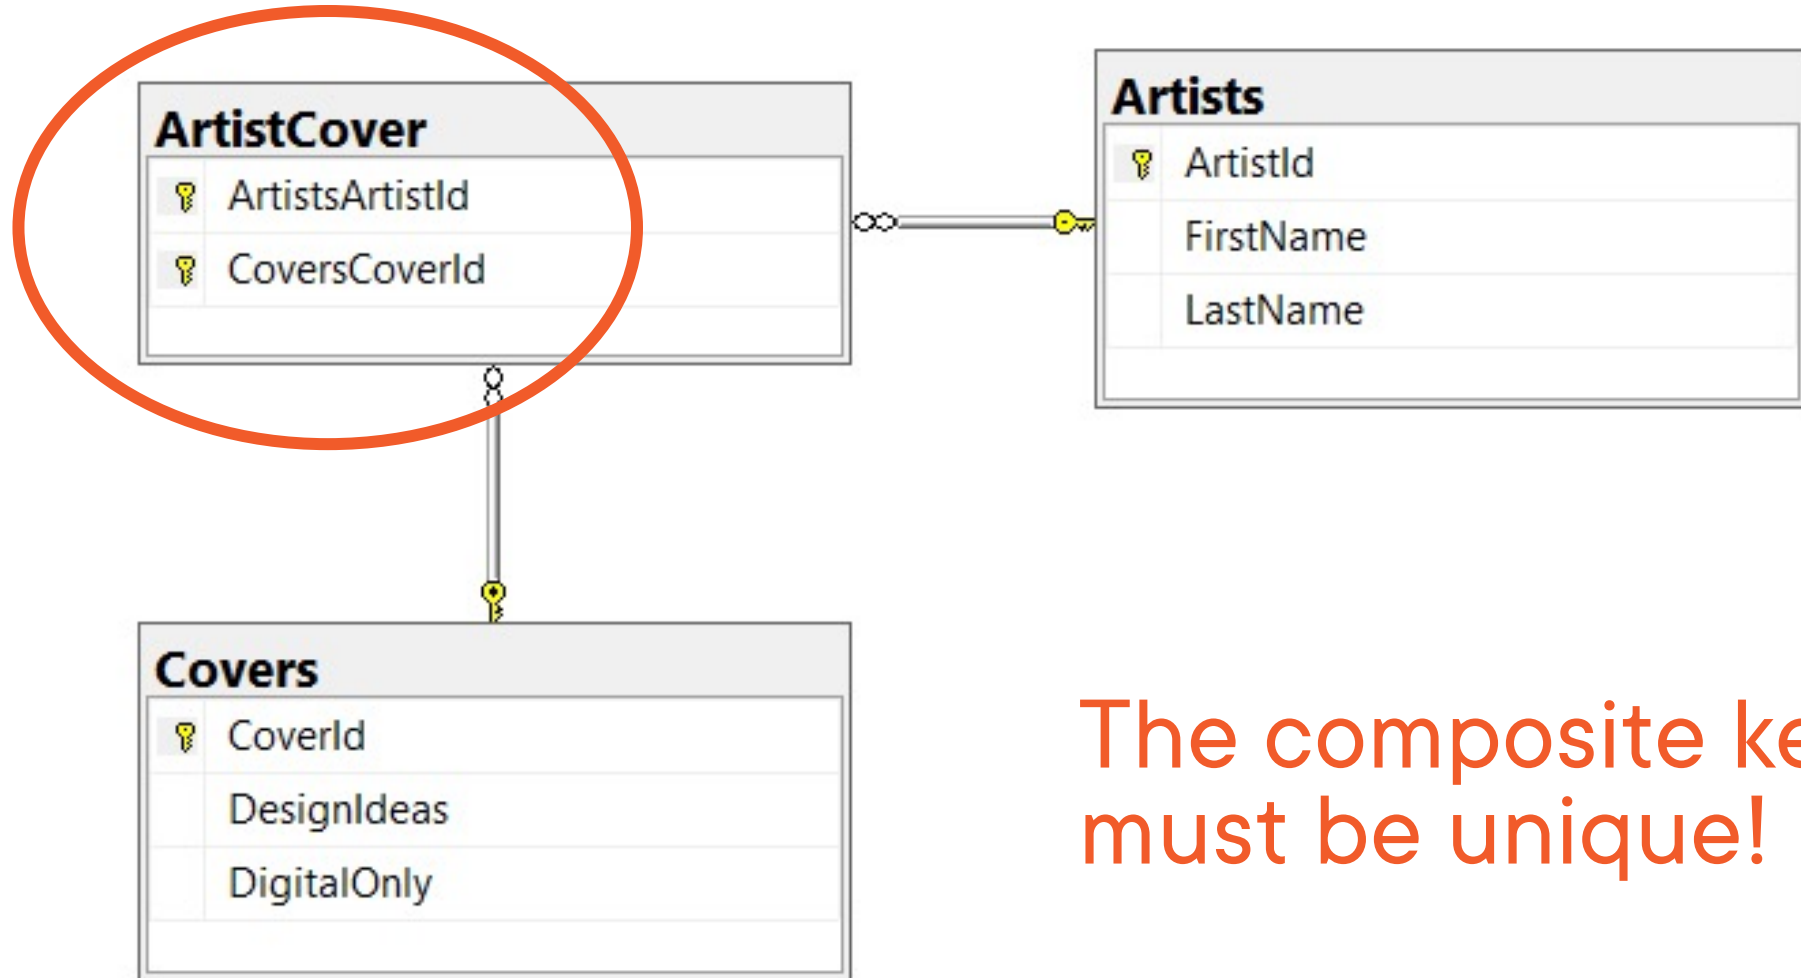 ArtistCover
ArtistsArtistId
CoversCoverId
Artists
ArtistId
FirstName
LastName
Covers
CoverId
DesignIdeas
DigitalOnly
The composite
must be unique!